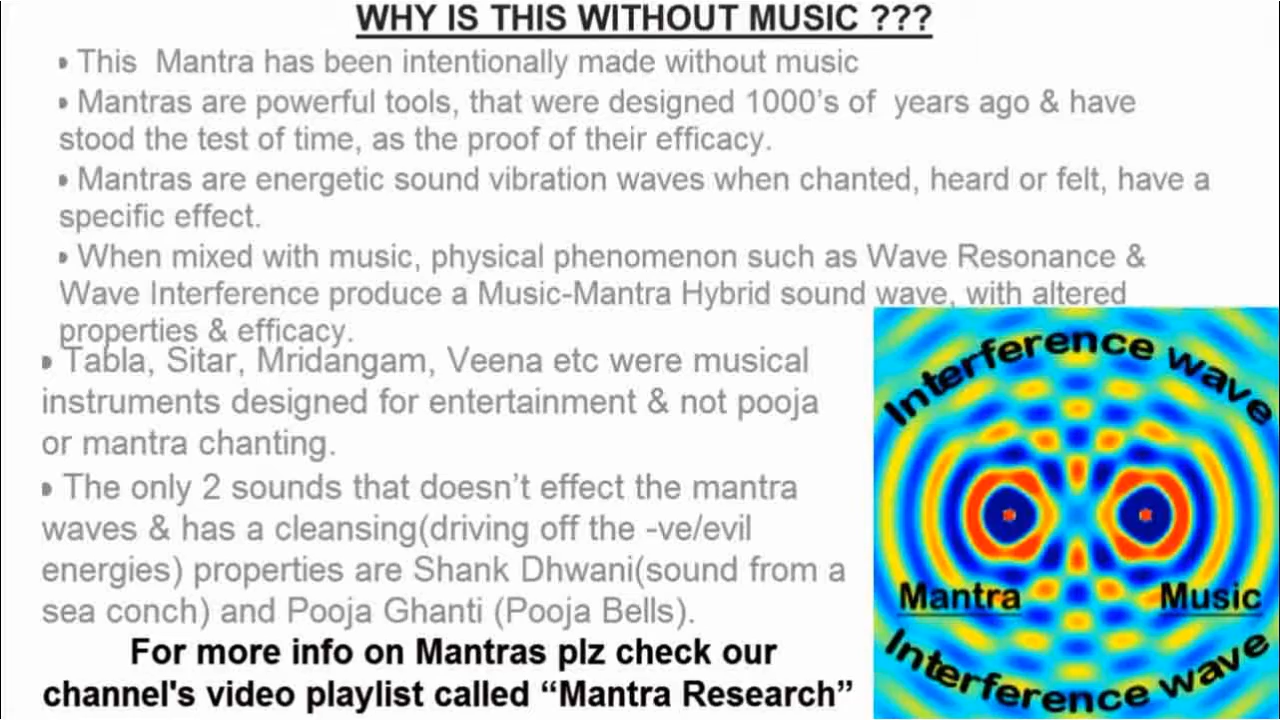 WHY IS THIS WITHOUT MUSIC ???
• This  Mantra has been intentionally made without music
• Mantras are powerful tools, that were designed 1000’s of  years ago & have
stood the test of time, as the proof of their efficacy.
• Mantras are energetic sound vibration waves when chanted, heard or felt, have a
specific effect.
• When mixed with music, physical phenomenon such as Wave Resonance &
Wave Interference produce a Music-Mantra Hybrid sound wave, with altered
properties & efficacy.
• Tabla, Sitar, Mridangam, Veena etc were musical
instruments designed for entertainment & not pooja
or mantra chanting.
• The only 2 sounds that doesn’t effect the mantra
waves & has a cleansing(driving off the -ve/evil
energies) properties are Shank Dhwani(sound from a
sea conch) and Pooja Ghanti (Pooja Bells).
For more info on Mantras plz check our
channel's video playlist called “Mantra Research”
Interference wave
Mantra
Music
Interference wave